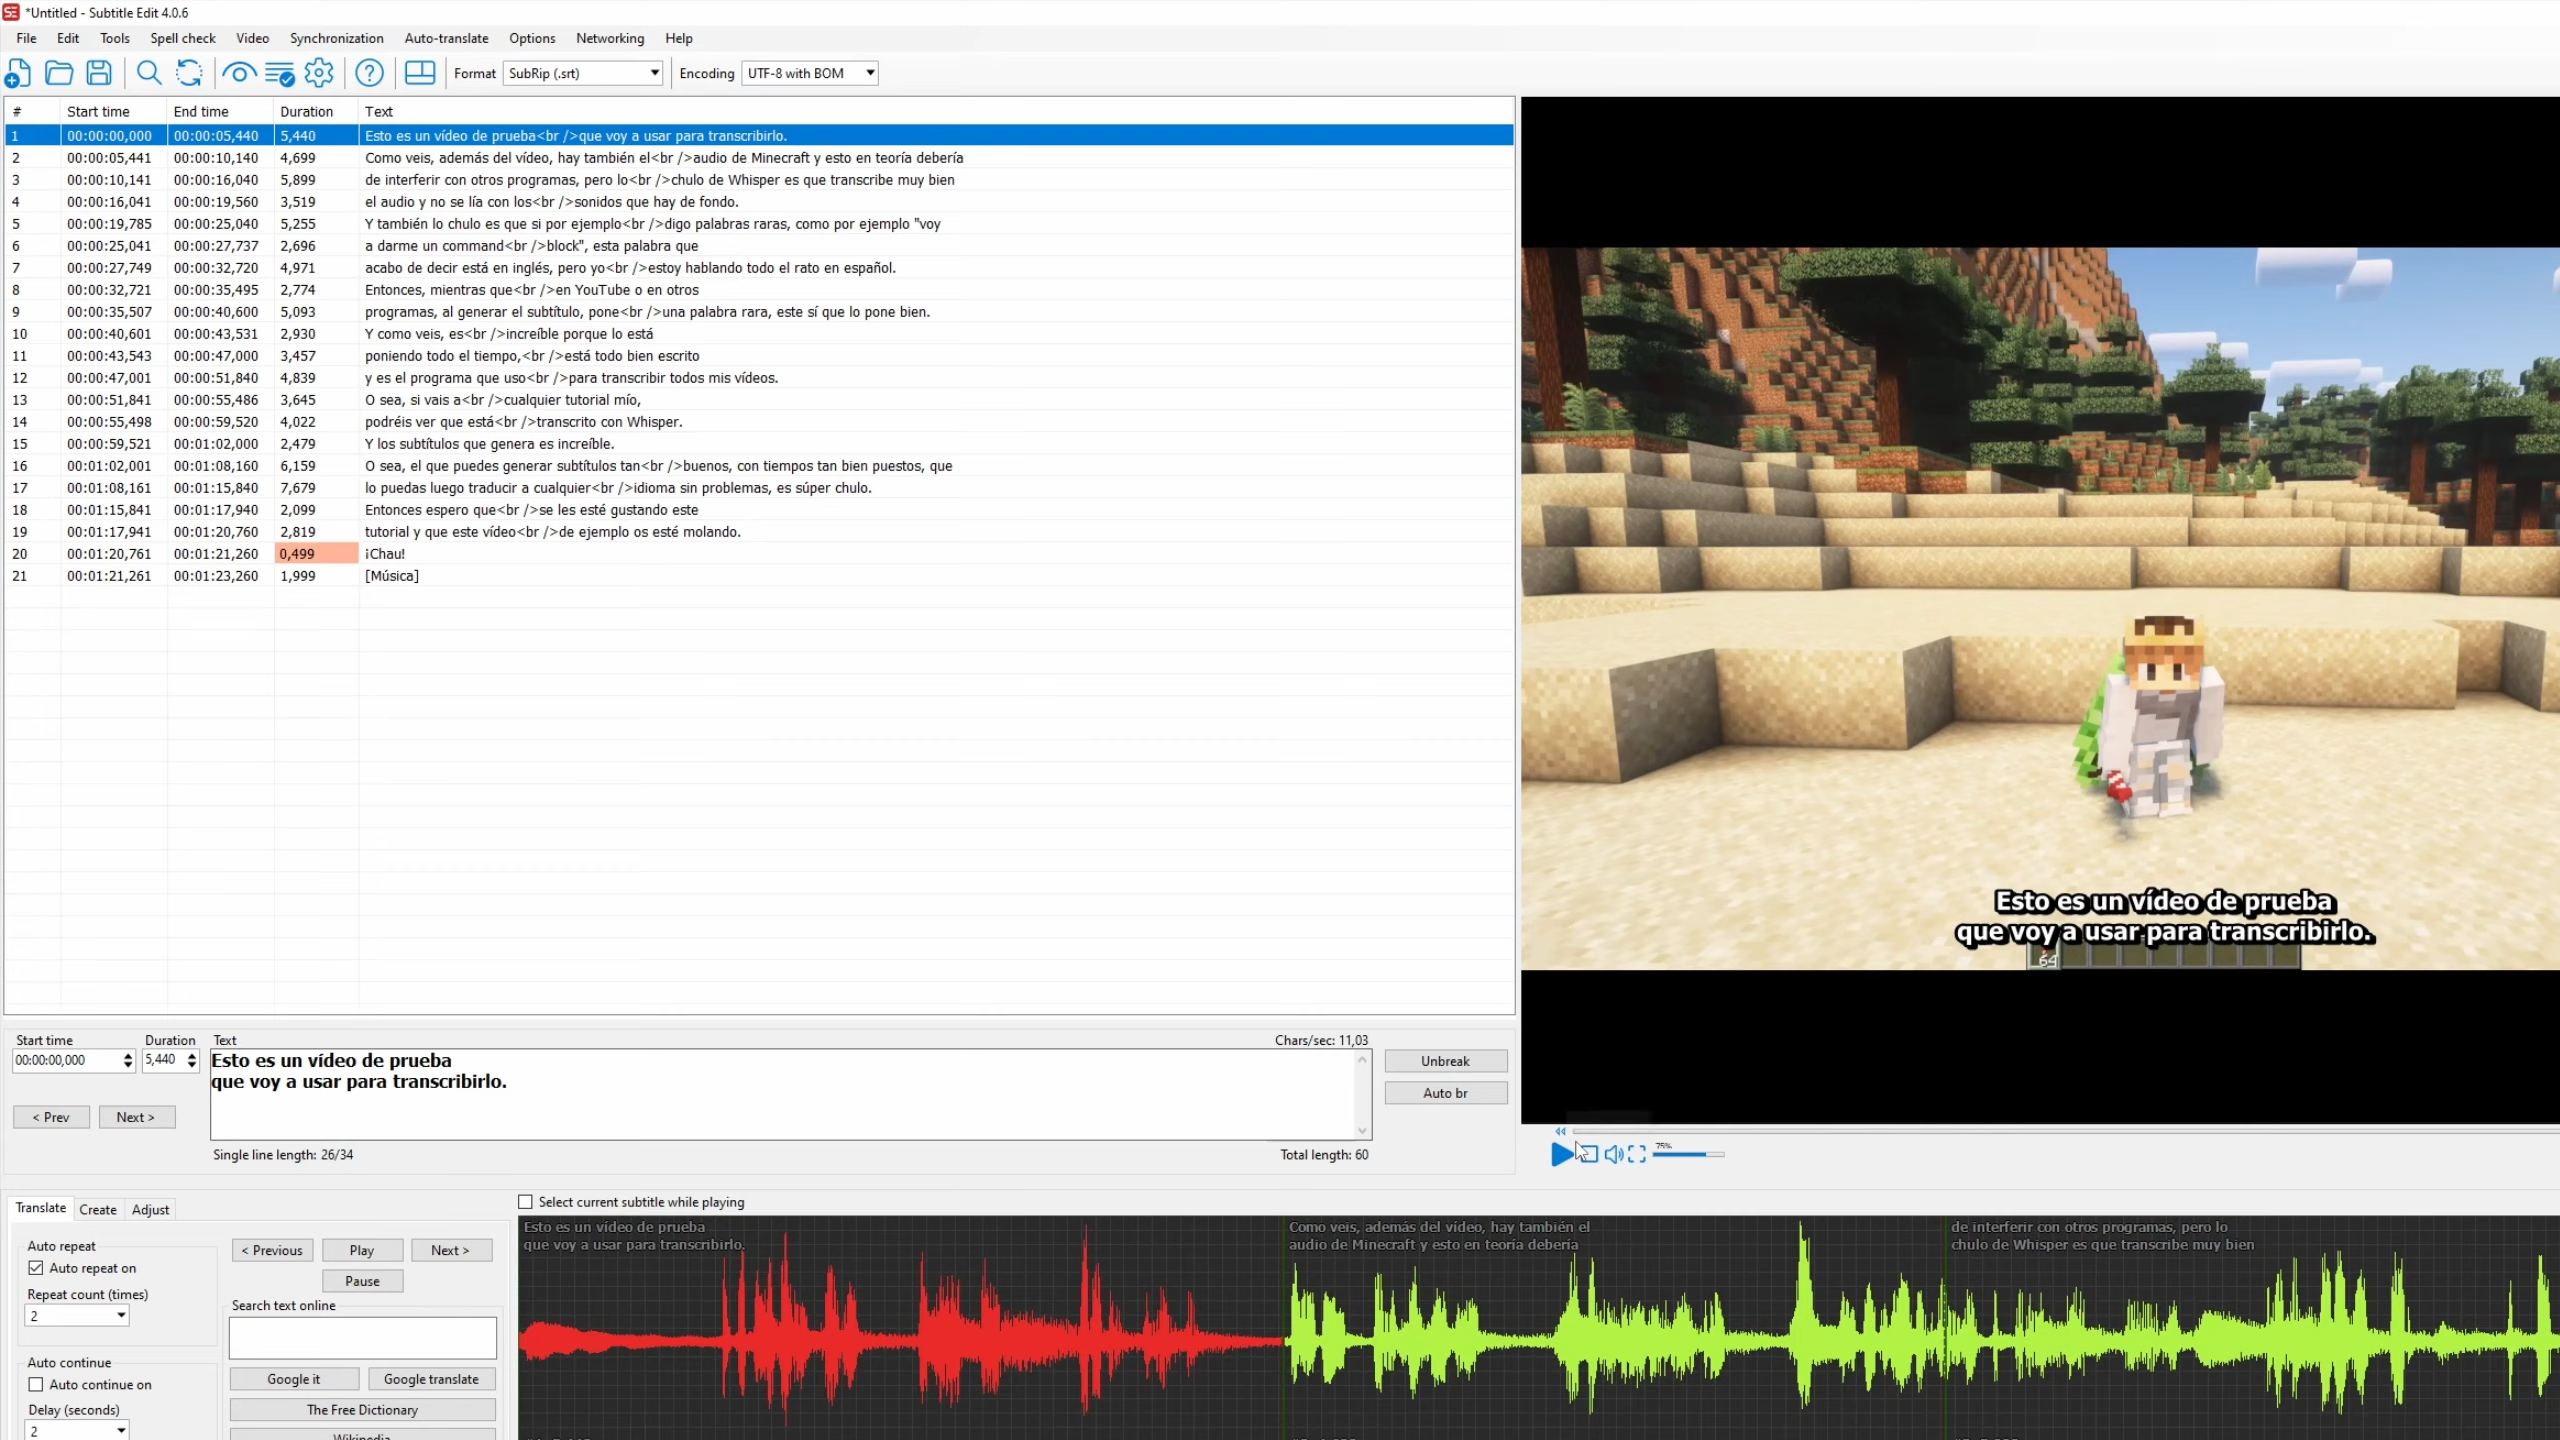 *Untitled - Subtitle Edit 4.0.6
File Edit Tools Spell check Video Synchronization Auto-translate Options Networking Help
Format SubRip (.srt) Encoding UTF-8 with BOM
# Start time End time Duration Text
1 00:00:00,000 00:00:05,440 5,440 Esto es un vídeo de prueba<br />que voy a usar para transcribirlo.
2 00:00:05,441 00:00:10,140 4,699 Como veis, además del vídeo, hay también el<br />audio de Minecraft y esto en teoría debería
3 00:00:10,141 00:00:16,040 5,899 de interferir con otros programas, pero lo<br />chulo de Whisper es que transcribe muy bien
4 00:00:16,041 00:00:19,560 3,519 el audio y no se lía con los<br />sonidos que hay de fondo.
5 00:00:19,785 00:00:25,040 5,255 Y también lo chulo es que si por ejemplo<br />digo palabras raras, como por ejemplo "voy
6 00:00:25,041 00:00:27,737 2,696 a darme un command<br />block", esta palabra que
7 00:00:27,749 00:00:32,720 4,971 acabo de decir está en inglés, pero yo<br />estoy hablando todo el rato en español.
8 00:00:32,721 00:00:35,495 2,774 Entonces, mientras que<br />en YouTube o en otros
9 00:00:35,507 00:00:40,600 5,093 programas, al generar el subtítulo, pone<br />una palabra rara, este sí que lo pone bien.
10 00:00:40,601 00:00:43,531 2,930 Y como veis, es<br />increíble porque lo está
11 00:00:43,543 00:00:47,000 3,457 poniendo todo el tiempo,<br />está todo bien escrito
12 00:00:47,001 00:00:51,840 4,839 y es el programa que uso<br />para transcribir todos mis vídeos.
13 00:00:51,841 00:00:55,486 3,645 O sea, si vais a<br />cualquier tutorial mío,
14 00:00:55,498 00:00:59,520 4,022 podréis ver que está<br />transcrito con Whisper.
15 00:00:59,521 00:01:02,000 2,479 Y los subtítulos que genera es increíble.
16 00:01:02,001 00:01:08,160 6,159 O sea, el que puedes generar subtítulos tan<br />buenos, con tiempos tan bien puestos, que
17 00:01:08,161 00:01:15,840 7,679 lo puedas luego traducir a cualquier<br />idioma sin problemas, es súper chulo.
18 00:01:15,841 00:01:17,940 2,099 Entonces espero que<br />se les esté gustando este
19 00:01:17,941 00:01:20,760 2,819 tutorial y que este vídeo<br />de ejemplo os esté molando.
20 00:01:20,761 00:01:21,260 0,499 ¡Chau!
21 00:01:21,261 00:01:23,260 1,999 [Música]
Esto es un vídeo de prueba
que voy a usar para transcribirlo.
64
Start time Duration Text Chars/sec: 11,03
00:00:00,000 5,440
Esto es un vídeo de prueba
que voy a usar para transcribirlo.
Unbreak
Auto br
< Prev Next >
Single line length: 26/34 Total length: 60
75%
Translate Create Adjust
Select current subtitle while playing
Auto repeat
Auto repeat on
Repeat count (times)
2
Auto continue
Auto continue on
Delay (seconds)
2
< Previous Play Next >
Pause
Search text online
Google it Google translate
The Free Dictionary
Wikipedia
Esto es un vídeo de prueba
que voy a usar para transcribirlo.
Como veis, además del vídeo, hay también el
audio de Minecraft y esto en teoría debería
de interferir con otros programas, pero lo
chulo de Whisper es que transcribe muy bien